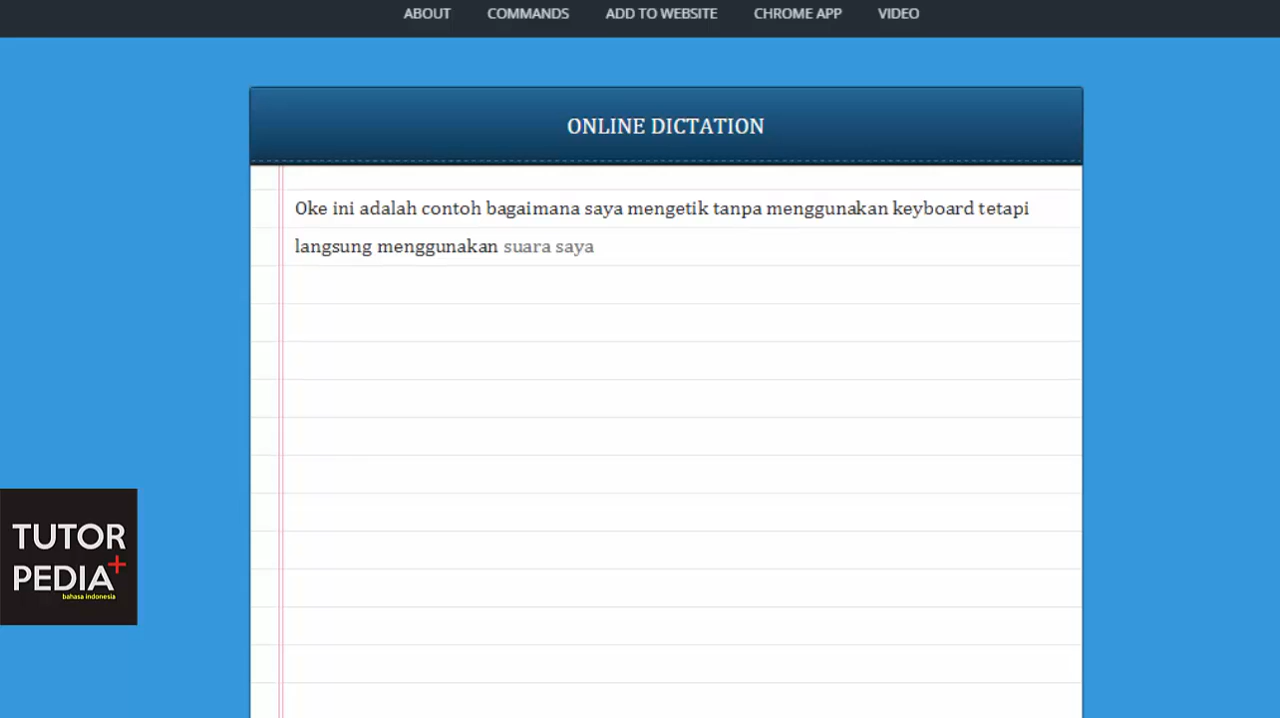 ABOUT COMMANDS ADD TO WEBSITE CHROME APP VIDEO
ONLINE DICTATION
Oke ini adalah contoh bagaimana saya mengetik tanpa menggunakan keyboard tetapi
langsung menggunakan suara saya
TUTOR
PEDIA+
bahasa indonesia